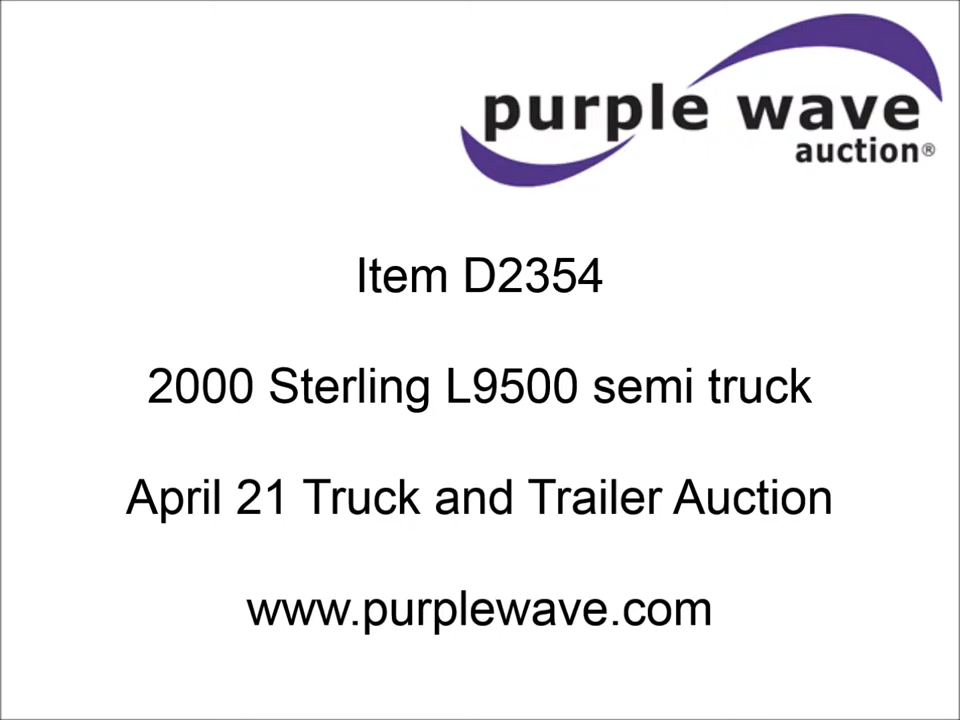 purple wave
auction®
Item D2354
2000 Sterling L9500 semi truck
April 21 Truck and Trailer Auction
www.purplewave.com